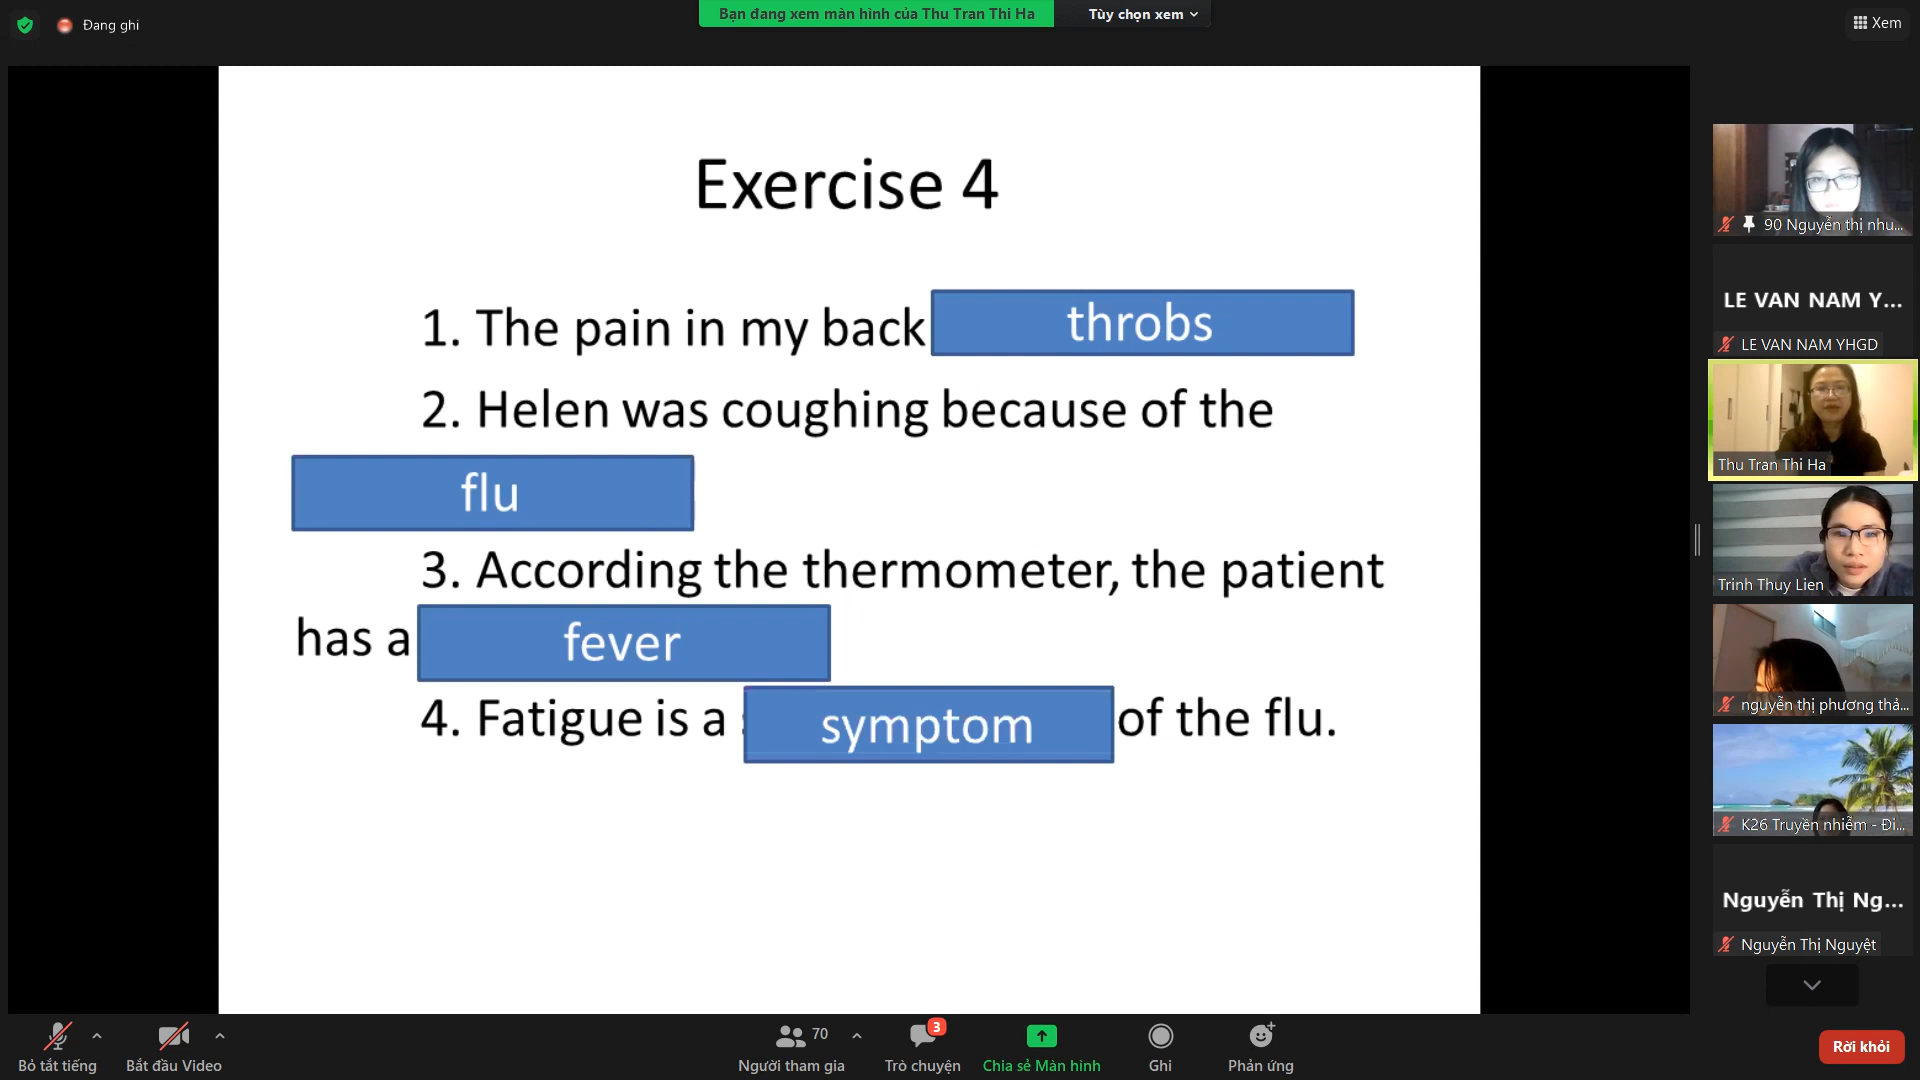 Đang ghi
Bạn đang xem màn hình của Thu Tran Thi Ha
Tùy chọn xem
Xem
Exercise 4
1. The pain in my back throbs
2. Helen was coughing because of the
flu
3. According the thermometer, the patient
has a fever
4. Fatigue is a symptom of the flu.
90 Nguyễn thị nhu...
LE VAN NAM Y...
LE VAN NAM YHGD
Thu Tran Thi Ha
Trinh Thuy Lien
nguyễn thị phương thả...
K26 Truyền nhiễm - Đi...
Nguyễn Thị Ng...
Nguyễn Thị Nguyệt
Bỏ tắt tiếng
Bắt đầu Video
70
Người tham gia
3
Trò chuyện
Chia sẻ Màn hình
Ghi
Phản ứng
Rời khỏi